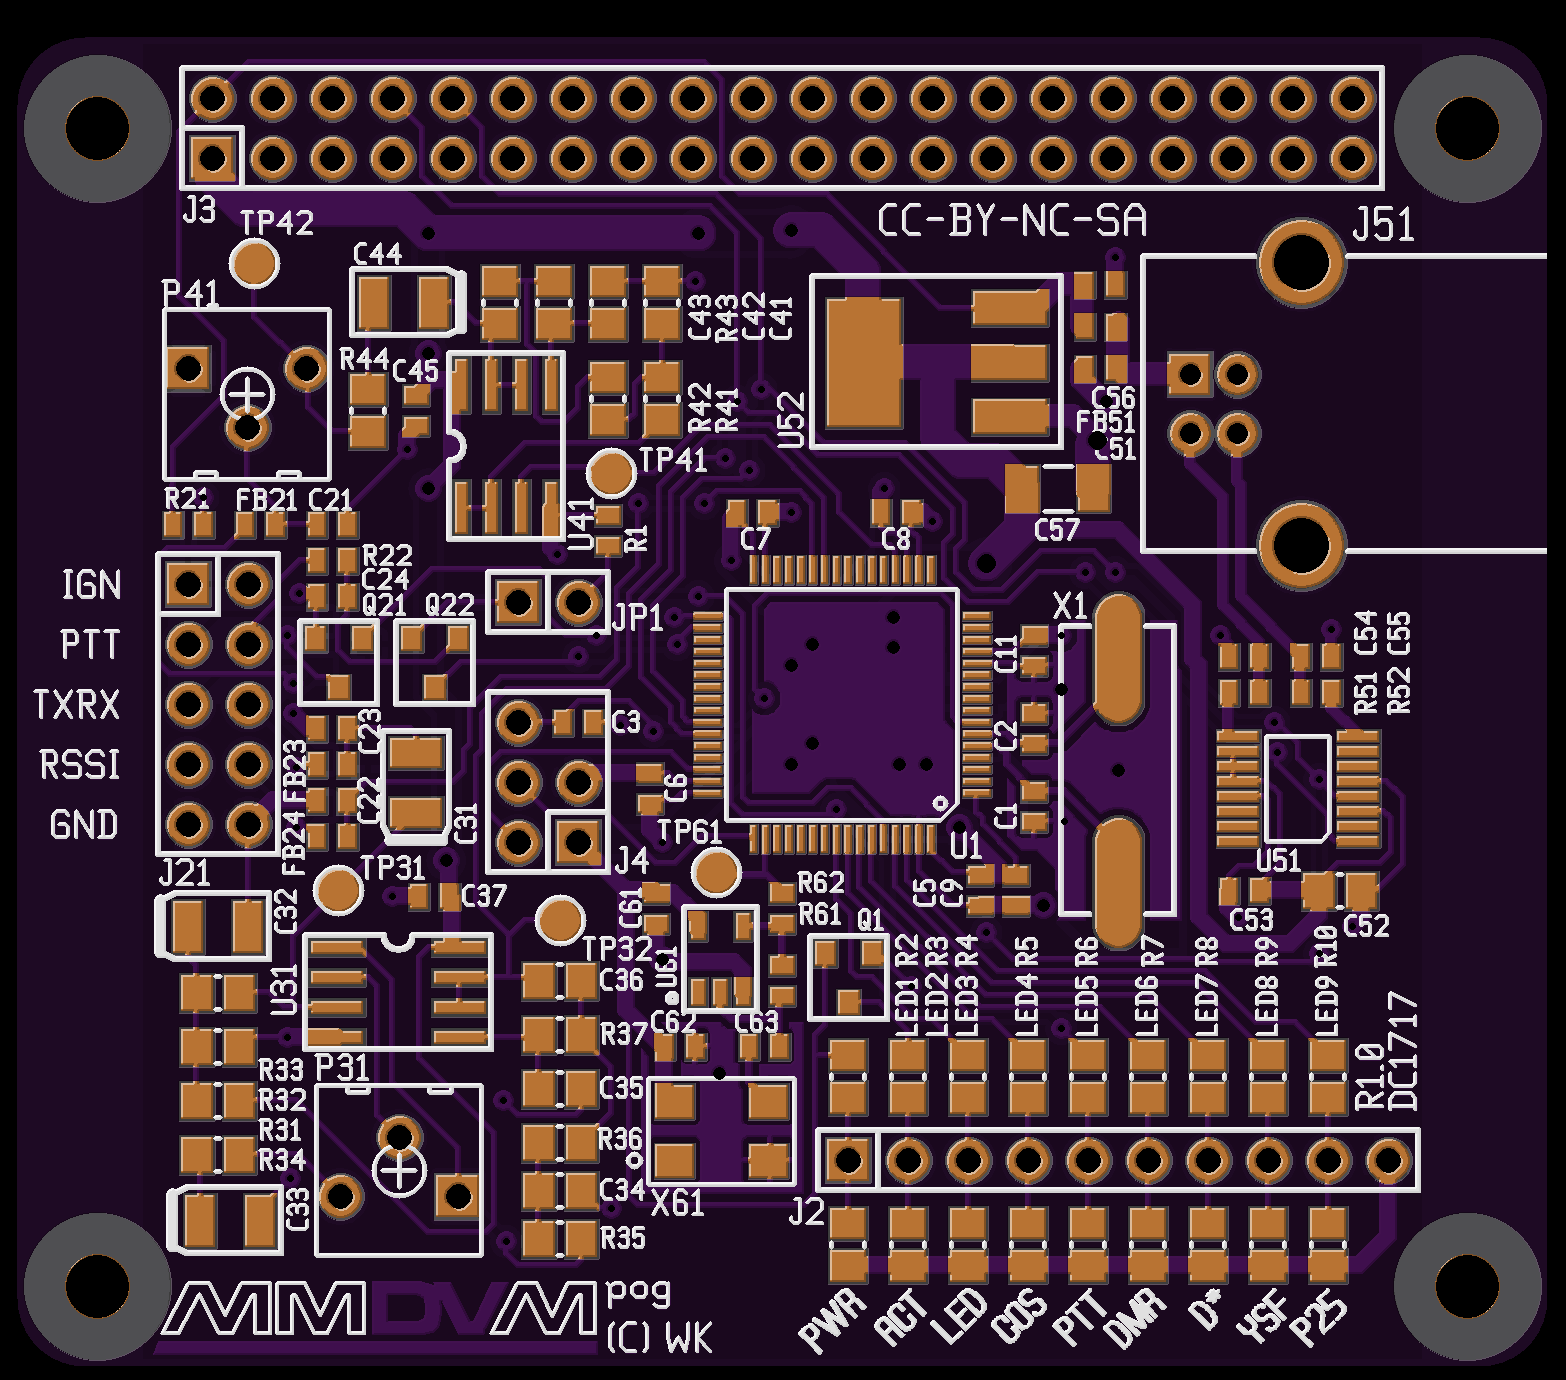 J3
TP42
CC-BY-NC-SA
J51
C44
P41
C43
R43
C42
C41
R44
C45
U52
C56
FB51
C51
R42
R41
TP41
R21
FB21
C21
U41
R1
C7
C8
C57
R22
C24
IGN
Q21
Q22
JP1
X1
PTT
C11
C54
C55
TXRX
R51
R52
C23
C3
C2
RSSI
FB23
C22
C6
C1
GND
FB24
C31
TP61
J4
U1
U51
J21
TP31
C37
R62
R61
C61
C5
C9
Q1
C32
C53
C52
TP32
U61
C36
LED1 R2
LED2 R3
LED3 R4
LED4 R5
LED5 R6
LED6 R7
LED7 R8
LED8 R9
LED9 R10
U31
C62
C63
R37
R33
P31
R32
C35
R1.0
DC1717
R31
R36
R34
C34
X61
J2
C33
R35
MMDVM
pog
(C) WK
PWR
ACT
LED
COS
PTT
DMR
D*
YSF
P25